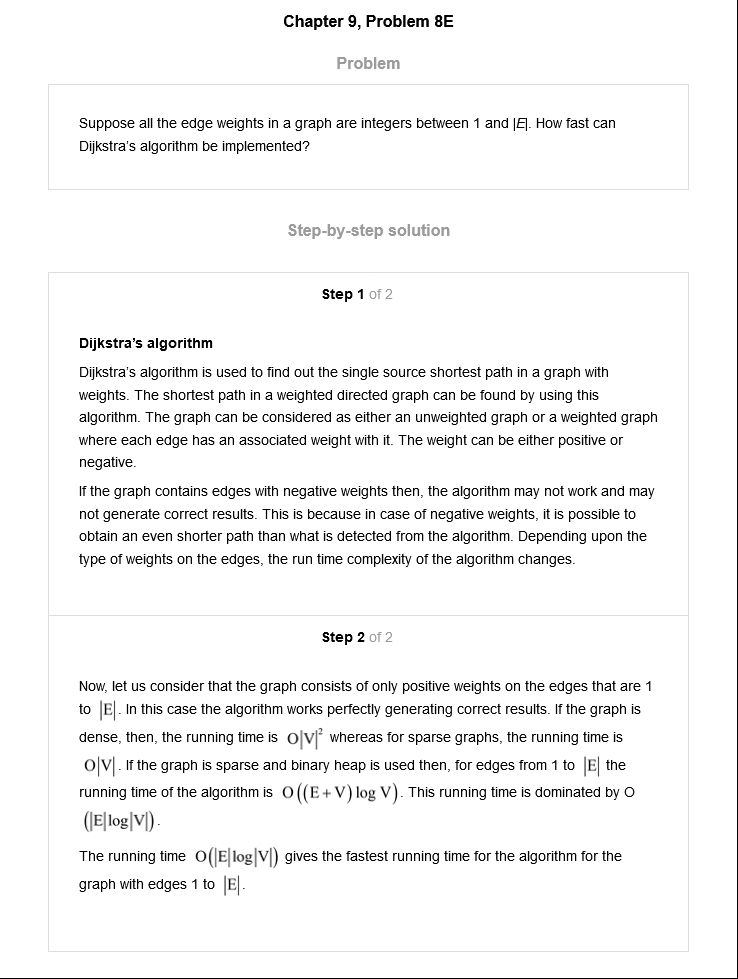 Chapter 9, Problem 8E
Problem
Suppose all the edge weights in a graph are integers between 1 and |E|. How fast can
Dijkstra's algorithm be implemented?
Step-by-step solution
Step 1 of 2
Dijkstra's algorithm
Dijkstra's algorithm is used to find out the single source shortest path in a graph with
weights. The shortest path in a weighted directed graph can be found by using this
algorithm. The graph can be considered as either an unweighted graph or a weighted graph
where each edge has an associated weight with it. The weight can be either positive or
negative.
If the graph contains edges with negative weights then, the algorithm may not work and may
not generate correct results. This is because in case of negative weights, it is possible to
obtain an even shorter path than what is detected from the algorithm. Depending upon the
type of weights on the edges, the run time complexity of the algorithm changes.
Step 2 of 2
Now, let us consider that the graph consists of only positive weights on the edges that are 1
to |E|. In this case the algorithm works perfectly generating correct results. If the graph is
dense, then, the running time is O|V|² whereas for sparse graphs, the running time is
O|V|. If the graph is sparse and binary heap is used then, for edges from 1 to |E| the
running time of the algorithm is O((E+V)log V). This running time is dominated by O
(|E|log|V|).
The running time O(|E|log|V|) gives the fastest running time for the algorithm for the
graph with edges 1 to |E|.